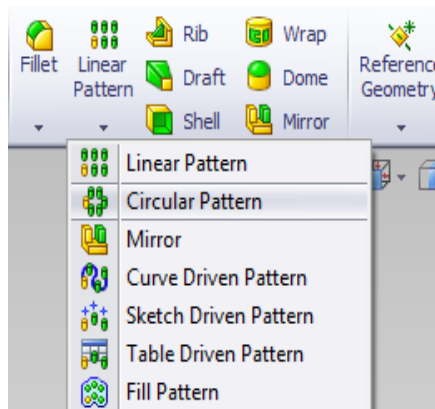 Rib
Wrap
Fillet
Linear
Pattern
Draft
Dome
Reference
Geometry
Shell
Mirror
Linear Pattern
Circular Pattern
Mirror
Curve Driven Pattern
Sketch Driven Pattern
Table Driven Pattern
Fill Pattern